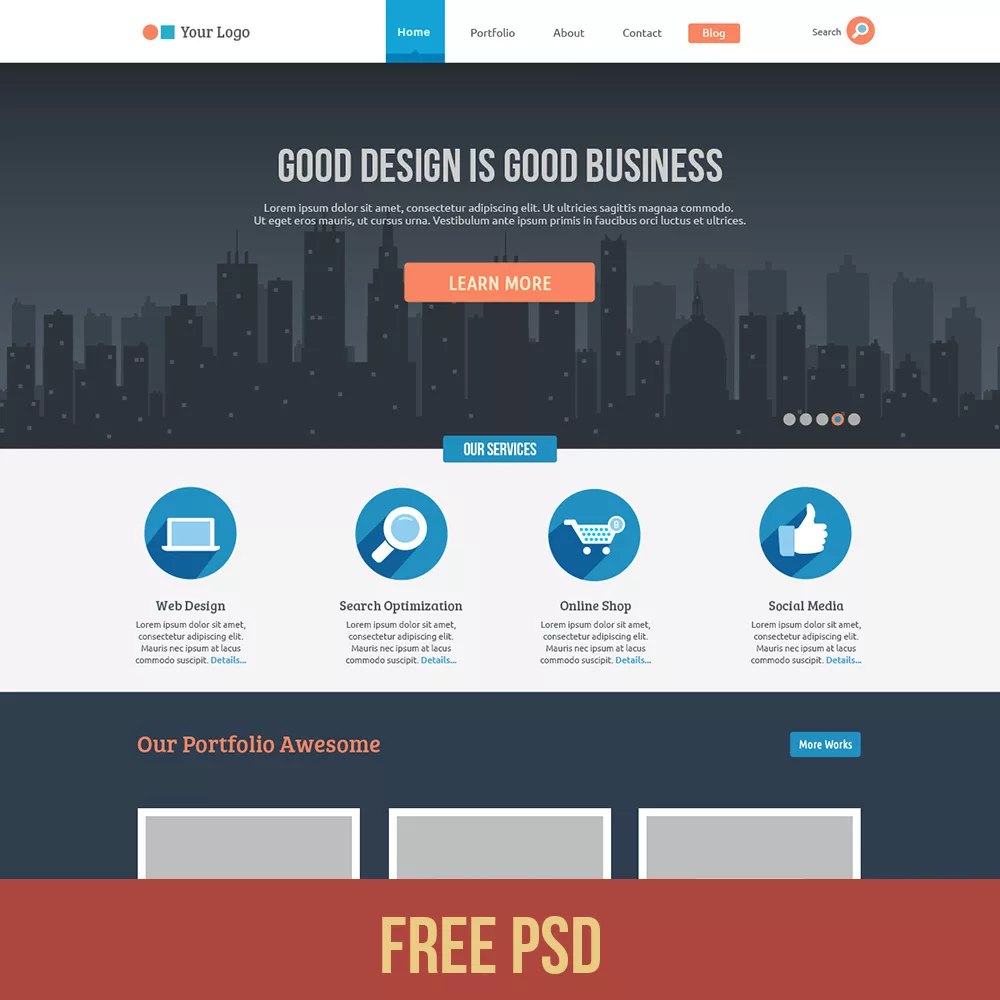 Your Logo
Home
Portfolio
About
Contact
Blog
Search
GOOD DESIGN IS GOOD BUSINESS
Lorem ipsum dolor sit amet, consectetur adipiscing elit. Ut ultricies sagittis magnaa commodo.
Ut eget eros mauris, ut cursus urna. Vestibulum ante ipsum primis in faucibus orci luctus et ultrices.
LEARN MORE
OUR SERVICES
Web Design
Lorem ipsum dolor sit amet,
consectetur adipiscing elit.
Mauris nec ipsum at lacus
commodo suscipit. Details...
Search Optimization
Lorem ipsum dolor sit amet,
consectetur adipiscing elit.
Mauris nec ipsum at lacus
commodo suscipit. Details...
Online Shop
Lorem ipsum dolor sit amet,
consectetur adipiscing elit.
Mauris nec ipsum at lacus
commodo suscipit. Details...
Social Media
Lorem ipsum dolor sit amet,
consectetur adipiscing elit.
Mauris nec ipsum at lacus
commodo suscipit. Details...
Our Portfolio Awesome
More Works
FREE PSD